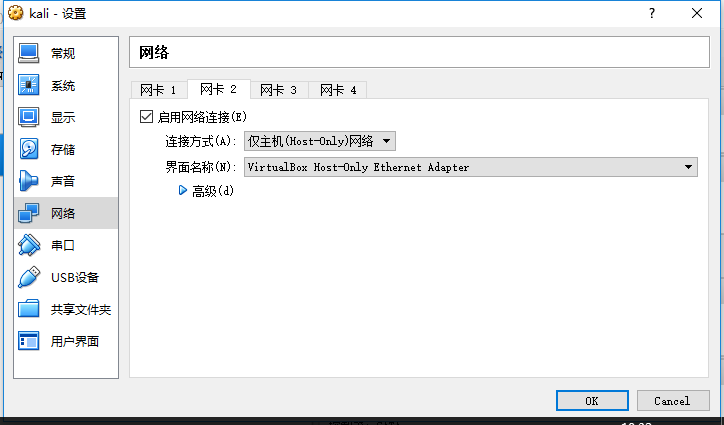 kali - 设置
?
常规
系统
显示
存储
声音
网络
串口
USB设备
共享文件夹
用户界面
网络
网卡 1 网卡 2 网卡 3 网卡 4
启用网络连接(E)
连接方式(A): 仅主机(Host-Only)网络
界面名称(N): VirtualBox Host-Only Ethernet Adapter
高级(d)
OK Cancel